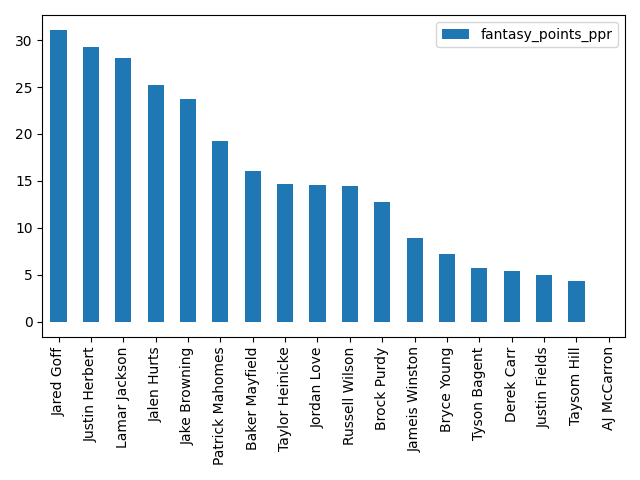 fantasy_points_ppr
30
25
20
15
10
5
0
Jared Goff
Justin Herbert
Lamar Jackson
Jalen Hurts
Jake Browning
Patrick Mahomes
Baker Mayfield
Taylor Heinicke
Jordan Love
Russell Wilson
Brock Purdy
Jameis Winston
Bryce Young
Tyson Bagent
Derek Carr
Justin Fields
Taysom Hill
AJ McCarron